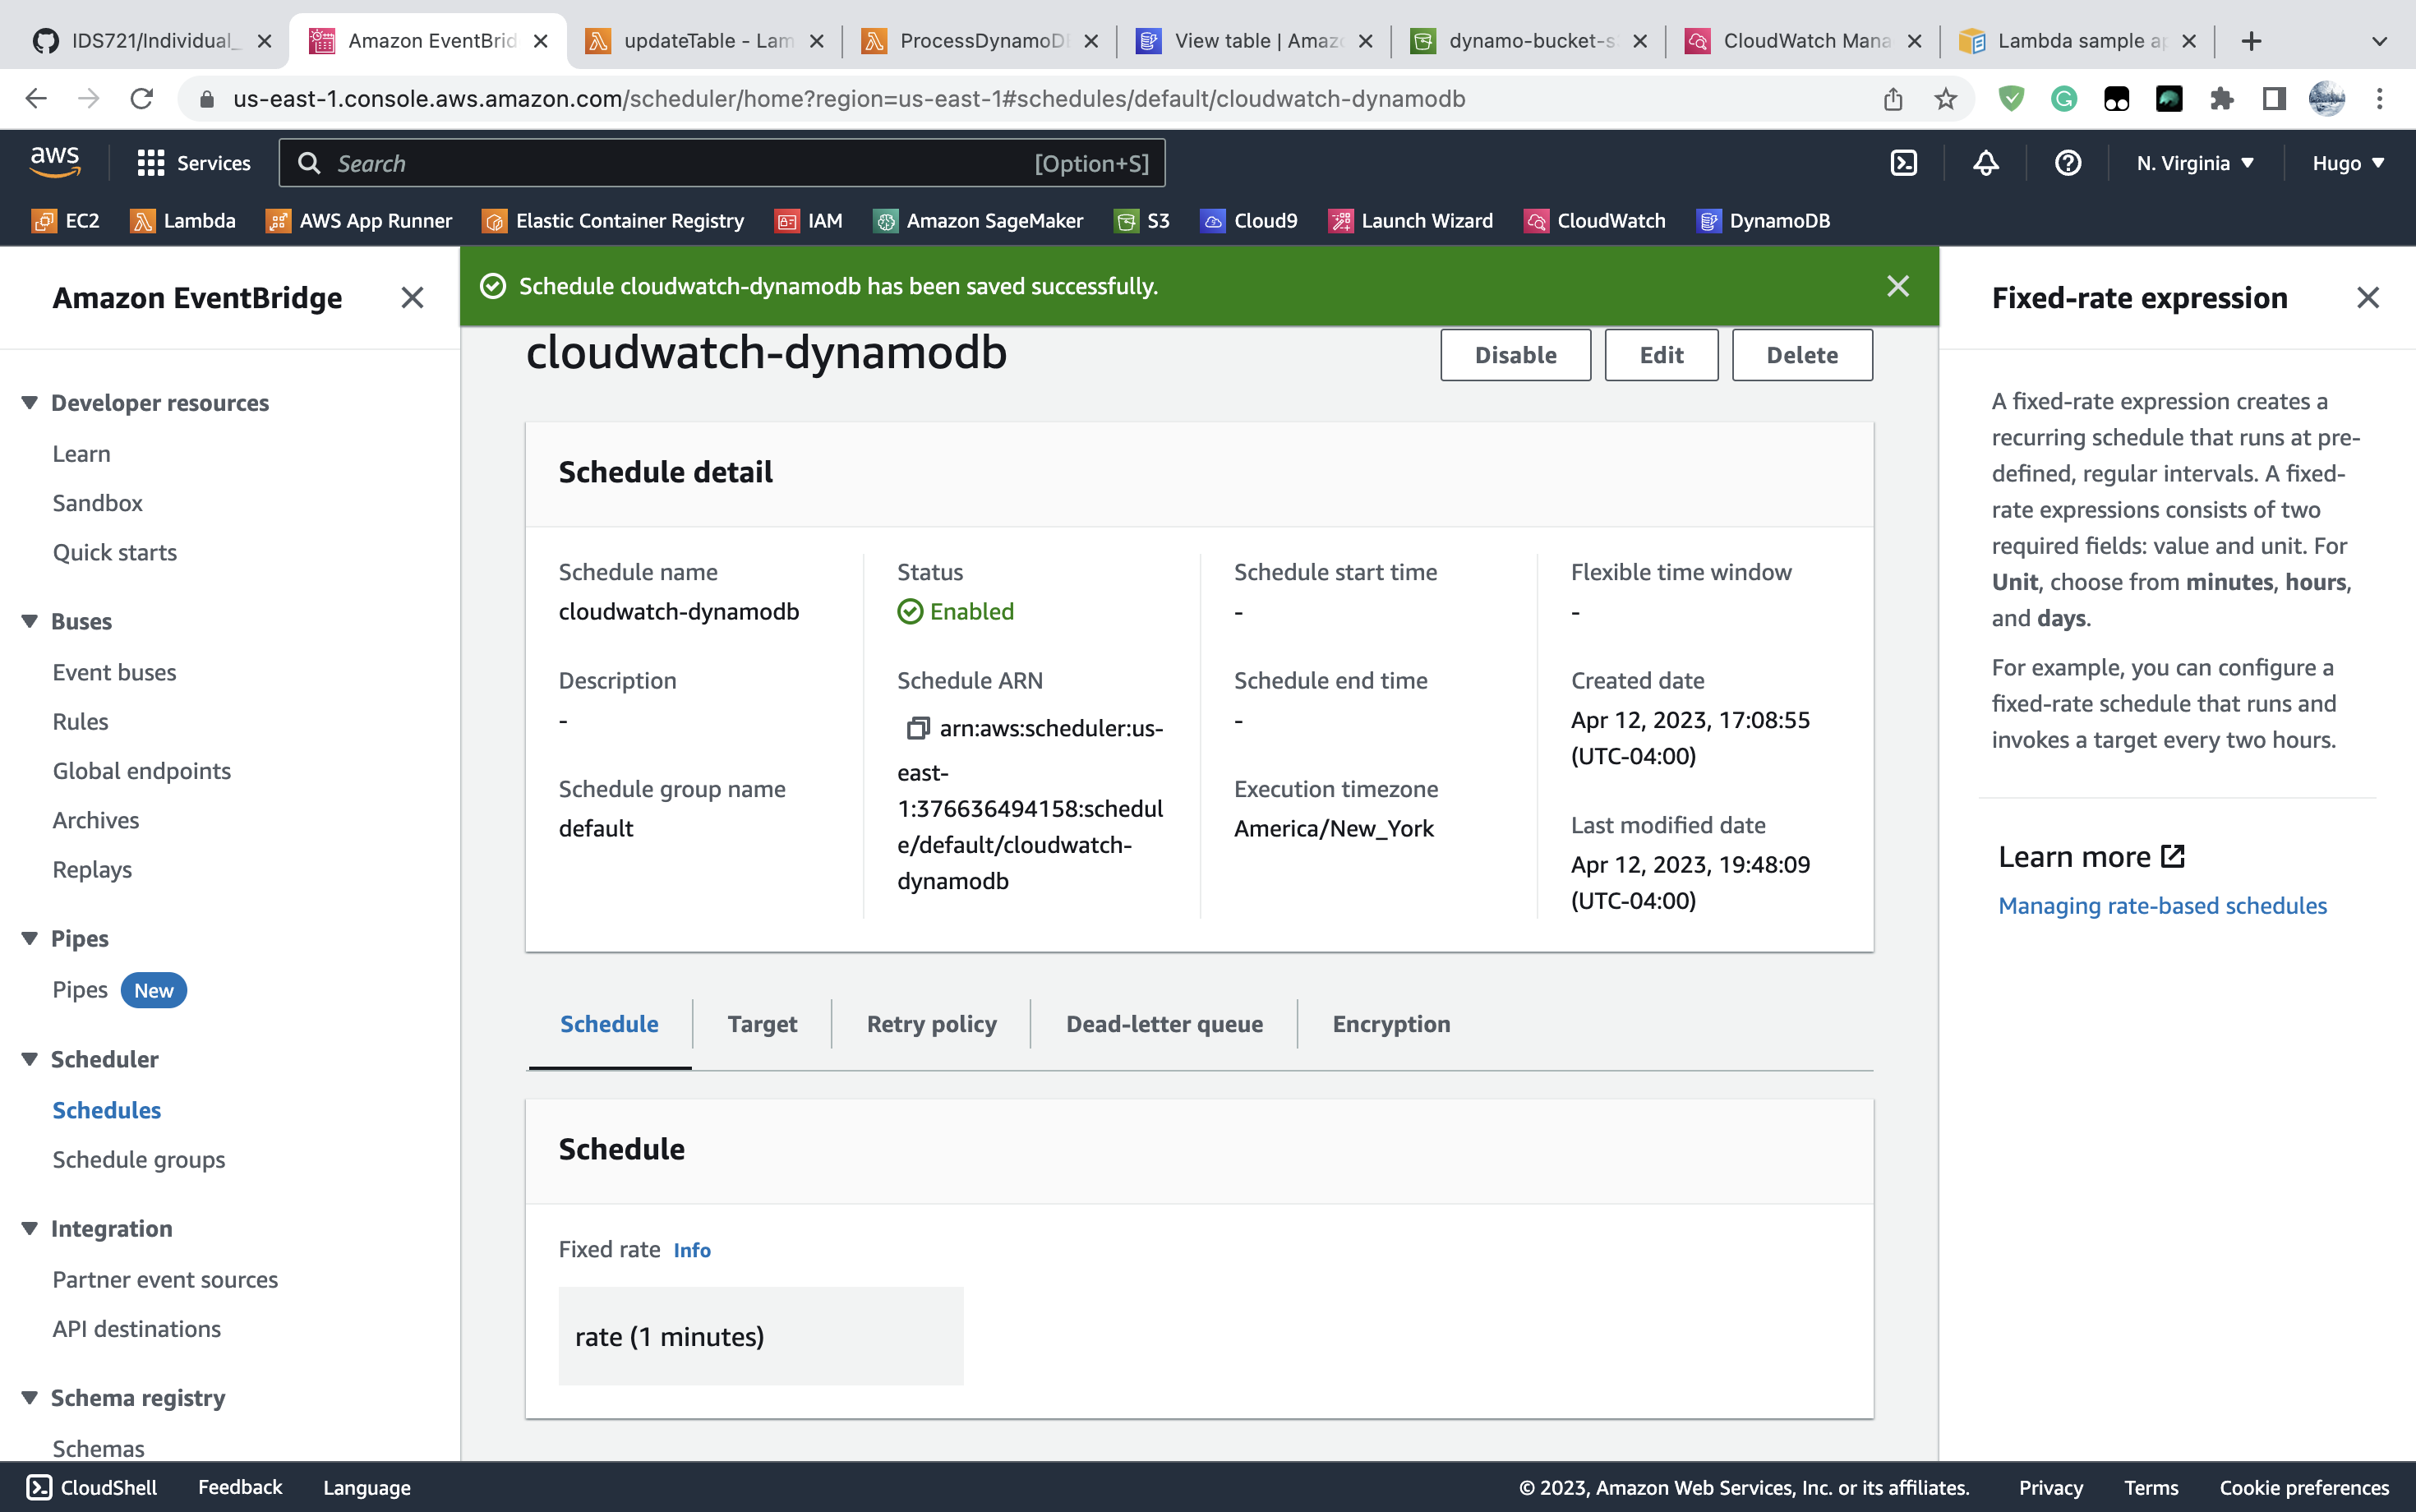 IDS721/Individual_
Amazon EventBrid
updateTable - Lam
ProcessDynamoD
View table | Amaz
dynamo-bucket-s
CloudWatch Mana
Lambda sample a
us-east-1.console.aws.amazon.com/scheduler/home?region=us-east-1#schedules/default/cloudwatch-dynamodb
aws
Services
Search
[Option+S]
N. Virginia
Hugo
EC2
Lambda
AWS App Runner
Elastic Container Registry
IAM
Amazon SageMaker
S3
Cloud9
Launch Wizard
CloudWatch
DynamoDB
Amazon EventBridge
Developer resources
Learn
Sandbox
Quick starts
Buses
Event buses
Rules
Global endpoints
Archives
Replays
Pipes
Pipes New
Scheduler
Schedules
Schedule groups
Integration
Partner event sources
API destinations
Schema registry
Schemas
Schedule cloudwatch-dynamodb has been saved successfully.
cloudwatch-dynamodb
Disable
Edit
Delete
Schedule detail
Schedule name
cloudwatch-dynamodb
Description
-
Schedule group name
default
Status
Enabled
Schedule ARN
arn:aws:scheduler:us-
east-
1:376636494158:schedul
e/default/cloudwatch-
dynamodb
Schedule start time
-
Schedule end time
-
Execution timezone
America/New_York
Flexible time window
-
Created date
Apr 12, 2023, 17:08:55
(UTC-04:00)
Last modified date
Apr 12, 2023, 19:48:09
(UTC-04:00)
Schedule
Target
Retry policy
Dead-letter queue
Encryption
Schedule
Fixed rate Info
rate (1 minutes)
Fixed-rate expression
A fixed-rate expression creates a
recurring schedule that runs at pre-
defined, regular intervals. A fixed-
rate expressions consists of two
required fields: value and unit. For
Unit, choose from minutes, hours,
and days.
For example, you can configure a
fixed-rate schedule that runs and
invokes a target every two hours.
Learn more
Managing rate-based schedules
CloudShell
Feedback
Language
© 2023, Amazon Web Services, Inc. or its affiliates.
Privacy
Terms
Cookie preferences